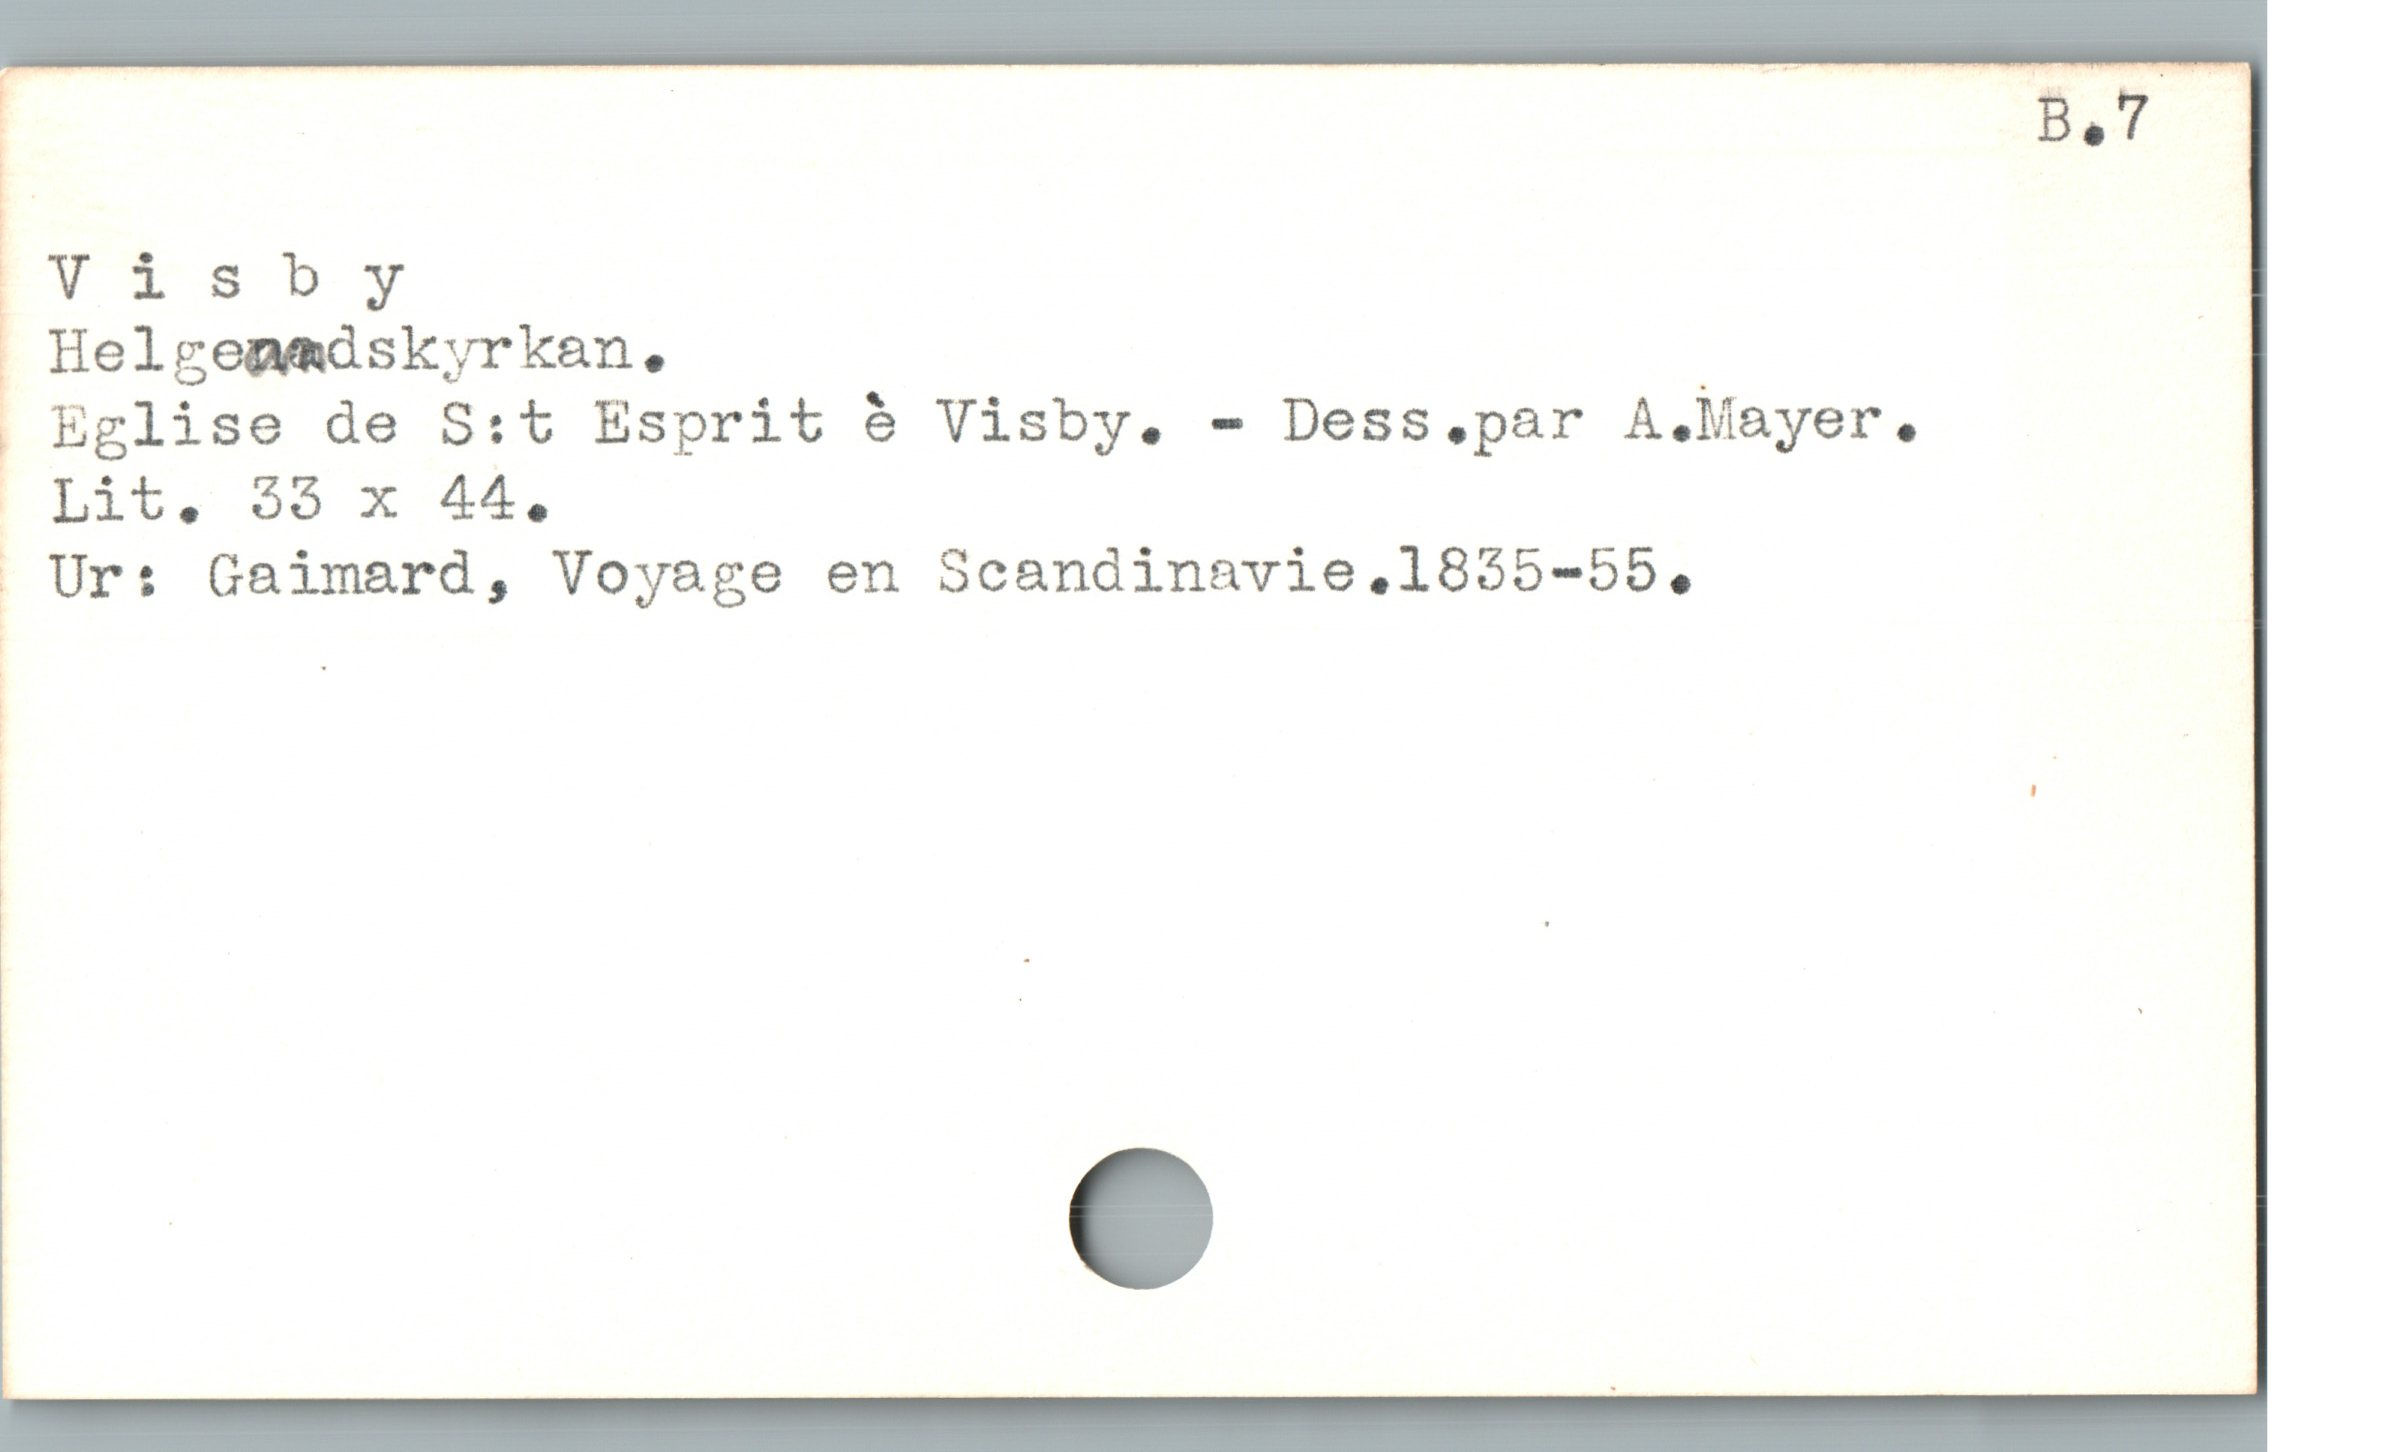 B.7
V i s b y
Helgeandskyrkan.
Eglise de S:t Esprit è Visby. - Dess.par A.Mayer.
Lit. 33 x 44.
Ur: Gaimard, Voyage en Scandinavie.1835-55.